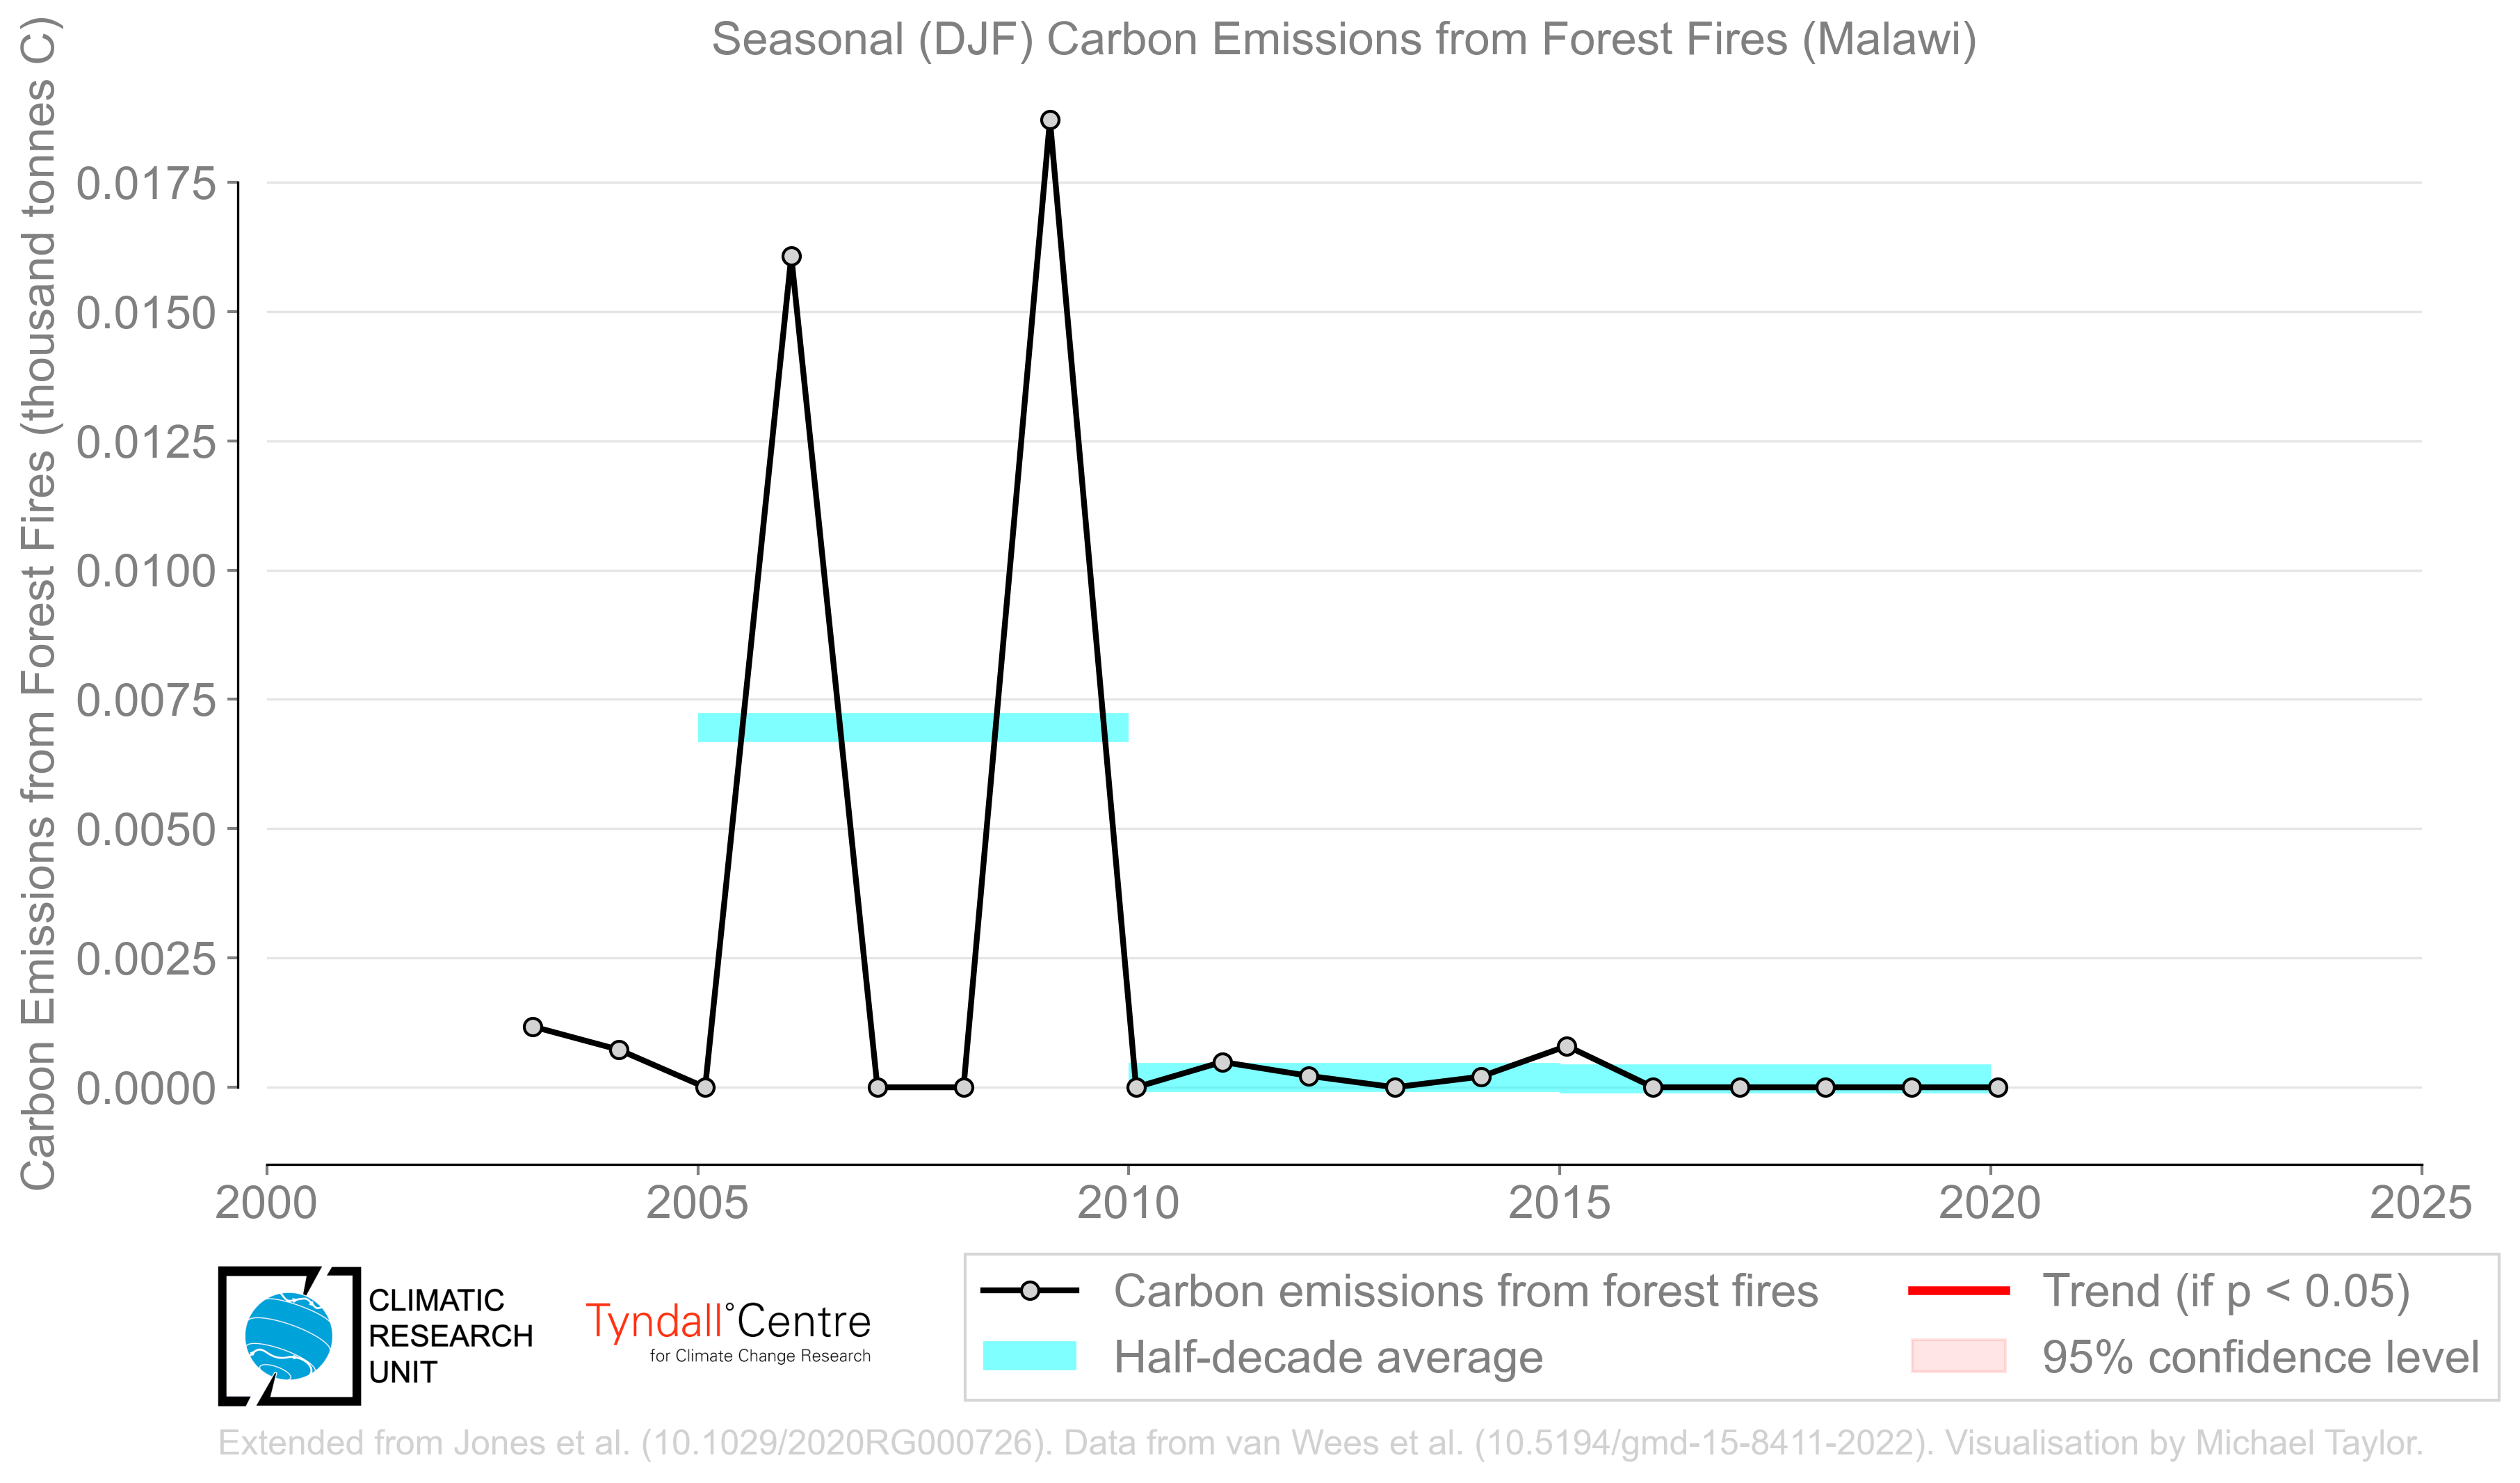 Seasonal (DJF) Carbon Emissions from Forest Fires (Malawi)
Carbon Emissions from Forest Fires (thousand tonnes C)
0.0175
0.0150
0.0125
0.0100
0.0075
0.0050
0.0025
0.0000
2000 2005 2010 2015 2020 2025
CLIMATIC
RESEARCH
UNIT
Tyndall°Centre
for Climate Change Research
Carbon emissions from forest fires
Half-decade average
Trend (if p < 0.05)
95% confidence level
Extended from Jones et al. (10.1029/2020RG000726). Data from van Wees et al. (10.5194/gmd-15-8411-2022). Visualisation by Michael Taylor.